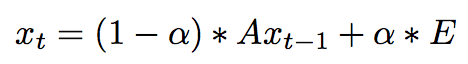 x_t = (1 − α) ∗ Ax_{t−1} + α ∗ E